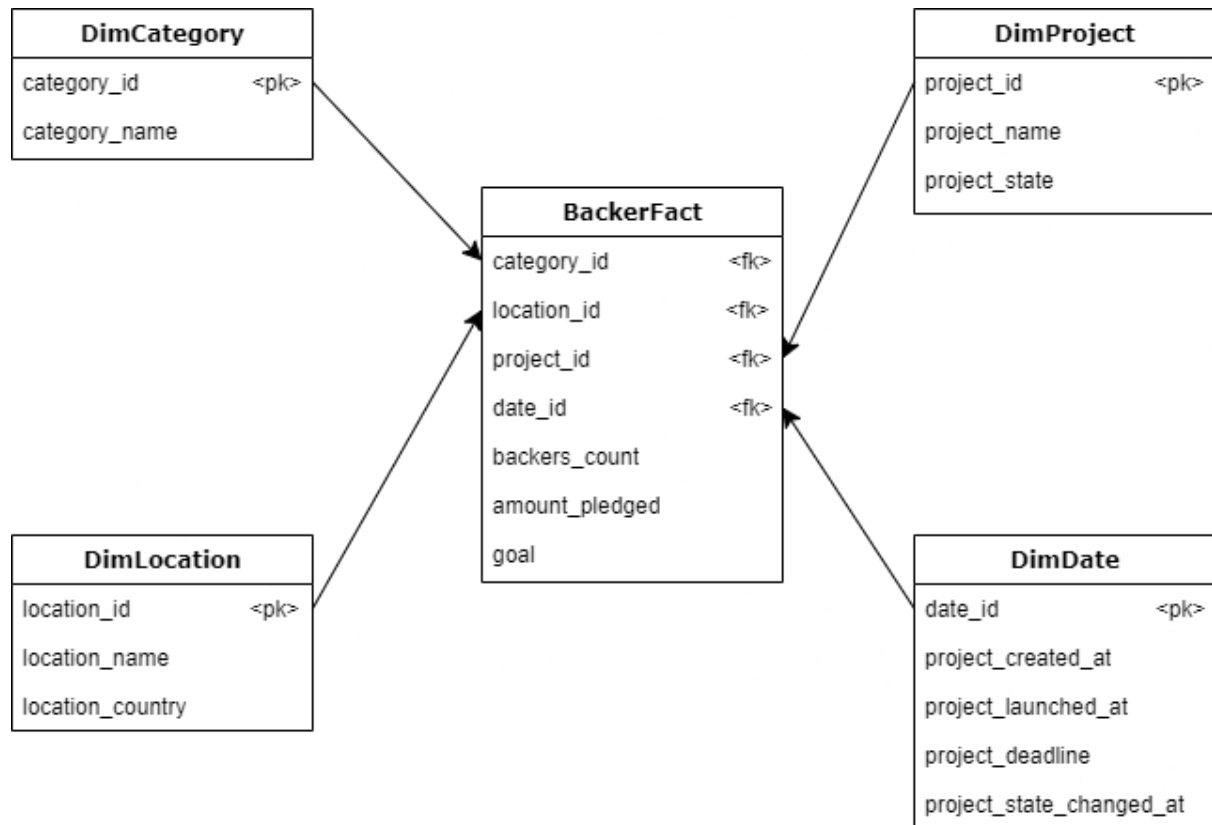 DimCategory
category_id <pk>
category_name
DimProject
project_id <pk>
project_name
project_state
BackerFact
category_id <fk>
location_id <fk>
project_id <fk>
date_id <fk>
backers_count
amount_pledged
goal
DimLocation
location_id <pk>
location_name
location_country
DimDate
date_id <pk>
project_created_at
project_launched_at
project_deadline
project_state_changed_at